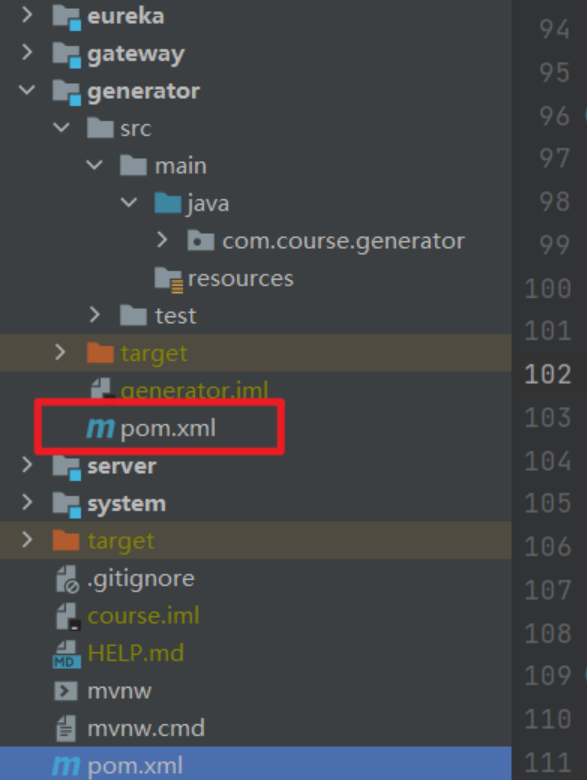 eureka
gateway
generator
src
main
java
com.course.generator
resources
test
target
generator.iml
pom.xml
server
system
target
.gitignore
course.iml
HELP.md
mvnw
mvnw.cmd
pom.xml
94
95
96
97
98
99
100
101
102
103
104
105
106
107
108
109
110
111